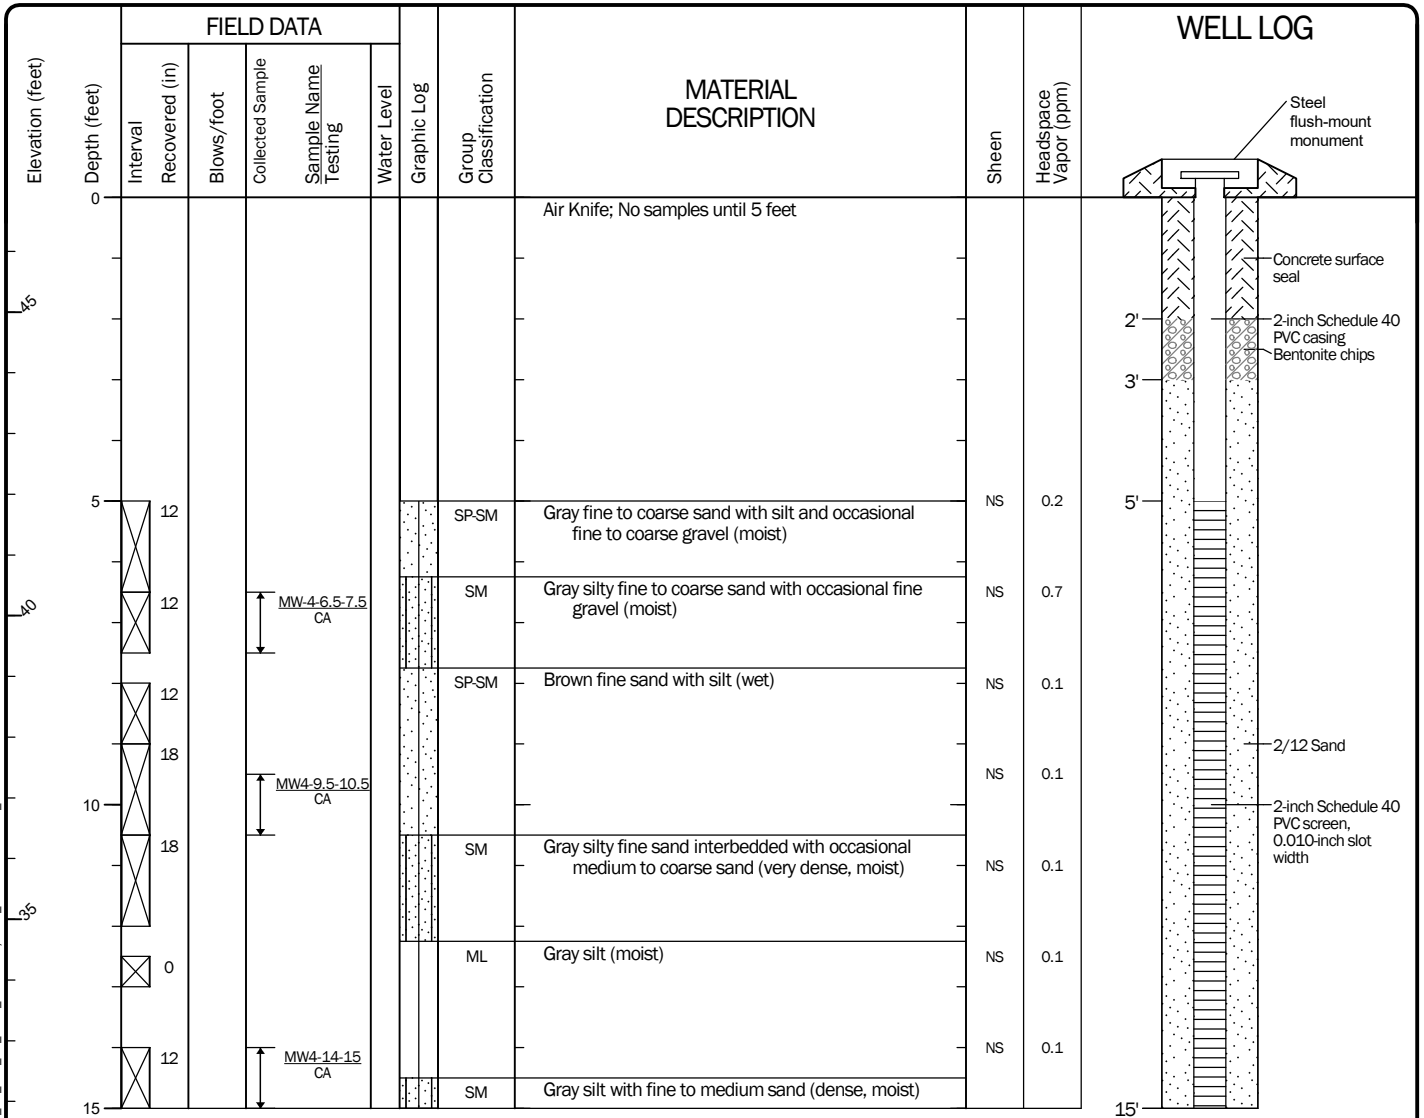 FIELD DATA
WELL LOG
Elevation (feet)
Depth (feet)
Interval
Recovered (in)
Blows/foot
Collected Sample
Sample Name
Testing
Water Level
Graphic Log
Group
Classification
MATERIAL
DESCRIPTION
Sheen
Headspace
Vapor (ppm)
Steel
flush-mount
monument
0
Air Knife; No samples until 5 feet
Concrete surface
seal
45
2'
2-inch Schedule 40
PVC casing
Bentonite chips
3'
5
12
SP-SM
Gray fine to coarse sand with silt and occasional
fine to coarse gravel (moist)
NS
0.2
5'
40
12
MW-4-6.5-7.5
CA
SM
Gray silty fine to coarse sand with occasional fine
gravel (moist)
NS
0.7
12
SP-SM
Brown fine sand with silt (wet)
NS
0.1
18
2/12 Sand
MW4-9.5-10.5
CA
NS
0.1
10
2-inch Schedule 40
PVC screen,
0.010-inch slot
width
18
SM
Gray silty fine sand interbedded with occasional
medium to coarse sand (very dense, moist)
NS
0.1
35
0
ML
Gray silt (moist)
NS
0.1
12
MW4-14-15
CA
NS
0.1
SM
Gray silt with fine to medium sand (dense, moist)
15
15'